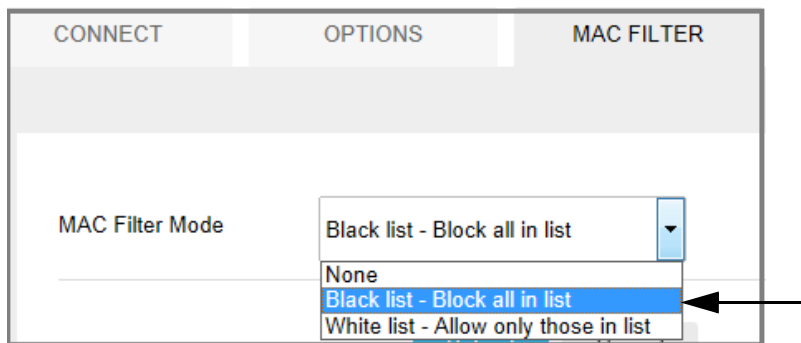 CONNECT OPTIONS MAC FILTER
MAC Filter Mode Black list - Block all in list
None
Black list - Block all in list
White list - Allow only those in list